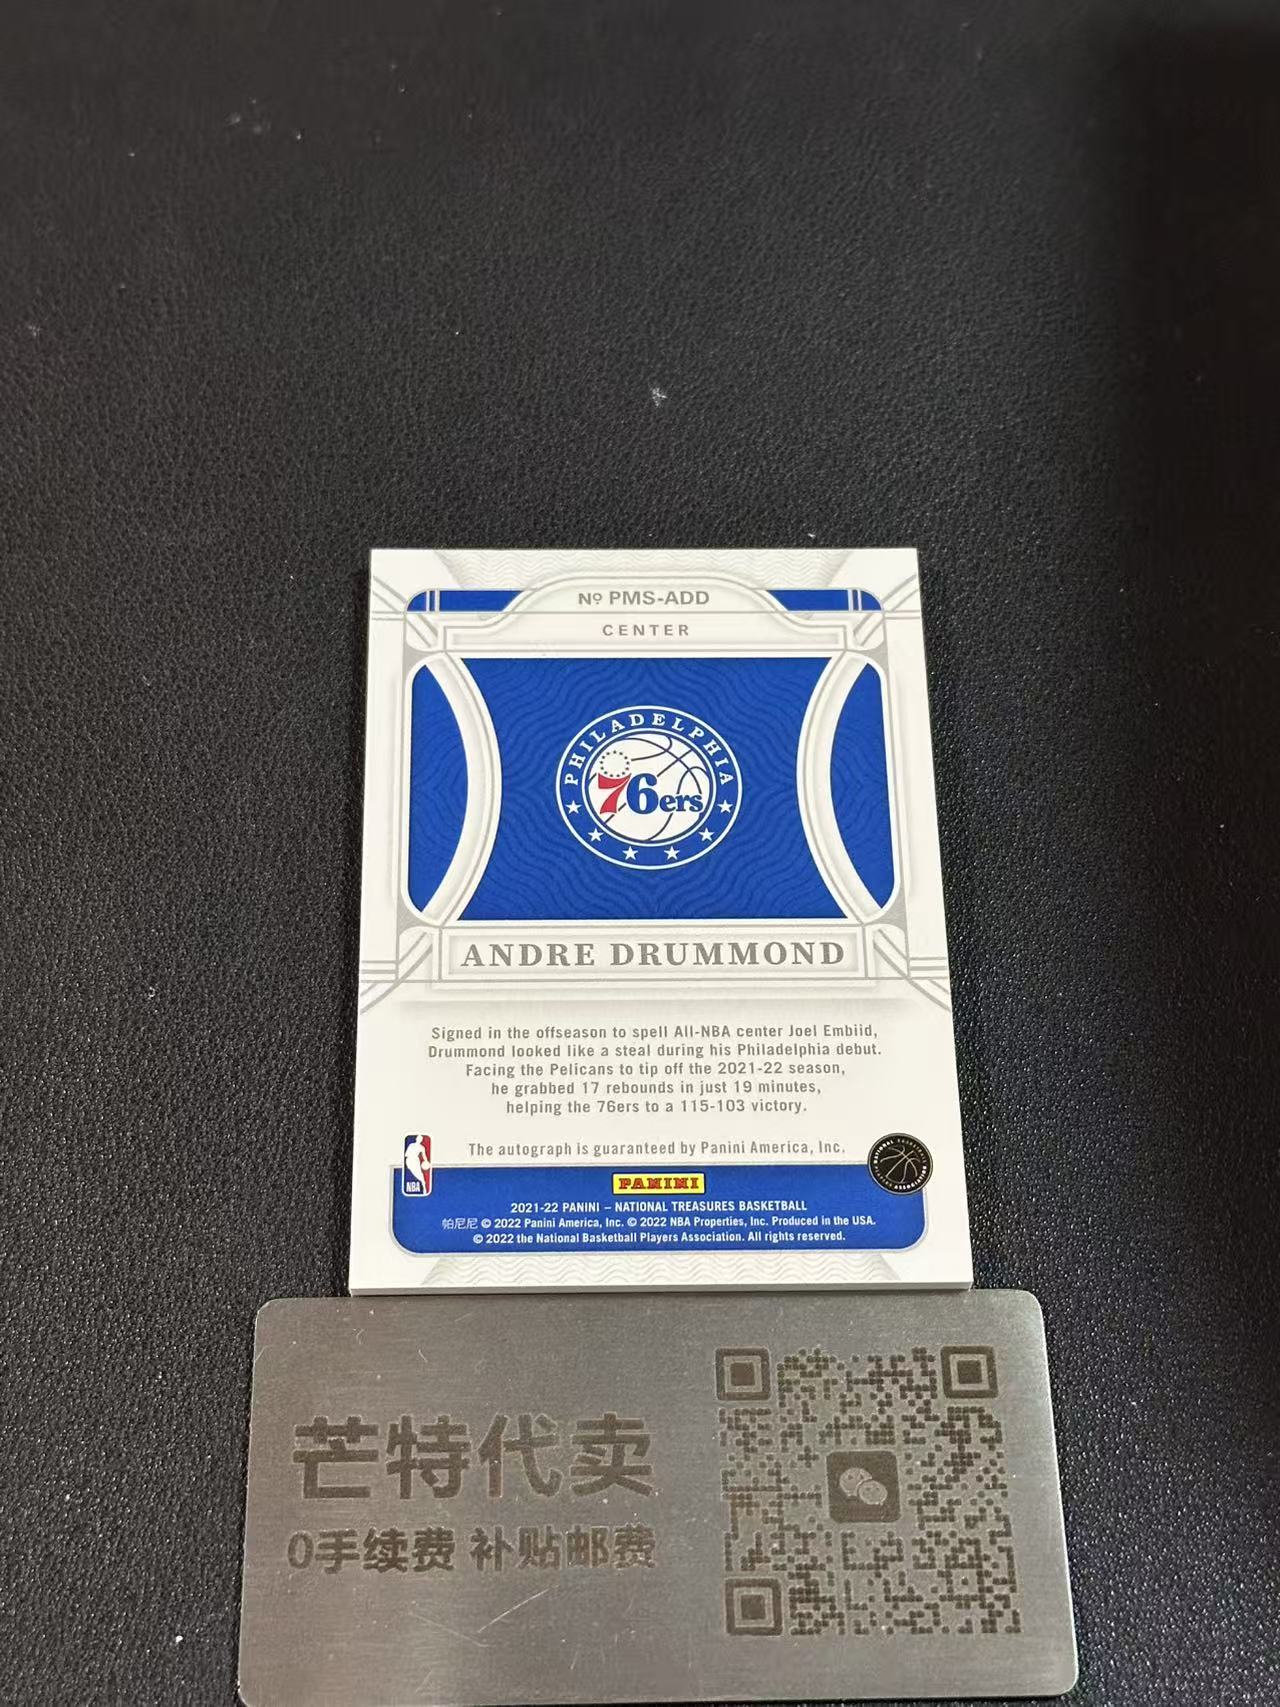 Nº PMS-ADD
CENTER
PHILADELPHIA
76ers
ANDRE DRUMMOND
Signed in the offseason to spell All-NBA center Joel Embiid,
Drummond looked like a steal during his Philadelphia debut.
Facing the Pelicans to tip off the 2021-22 season,
he grabbed 17 rebounds in just 19 minutes,
helping the 76ers to a 115-103 victory.
The autograph is guaranteed by Panini America, Inc.
NBA
PANINI
2021-22 PANINI – NATIONAL TREASURES BASKETBALL
帕尼尼 © 2022 Panini America, Inc. © 2022 NBA Properties, Inc. Produced in the USA.
© 2022 the National Basketball Players Association. All rights reserved.
芒特代卖
0手续费 补贴邮费